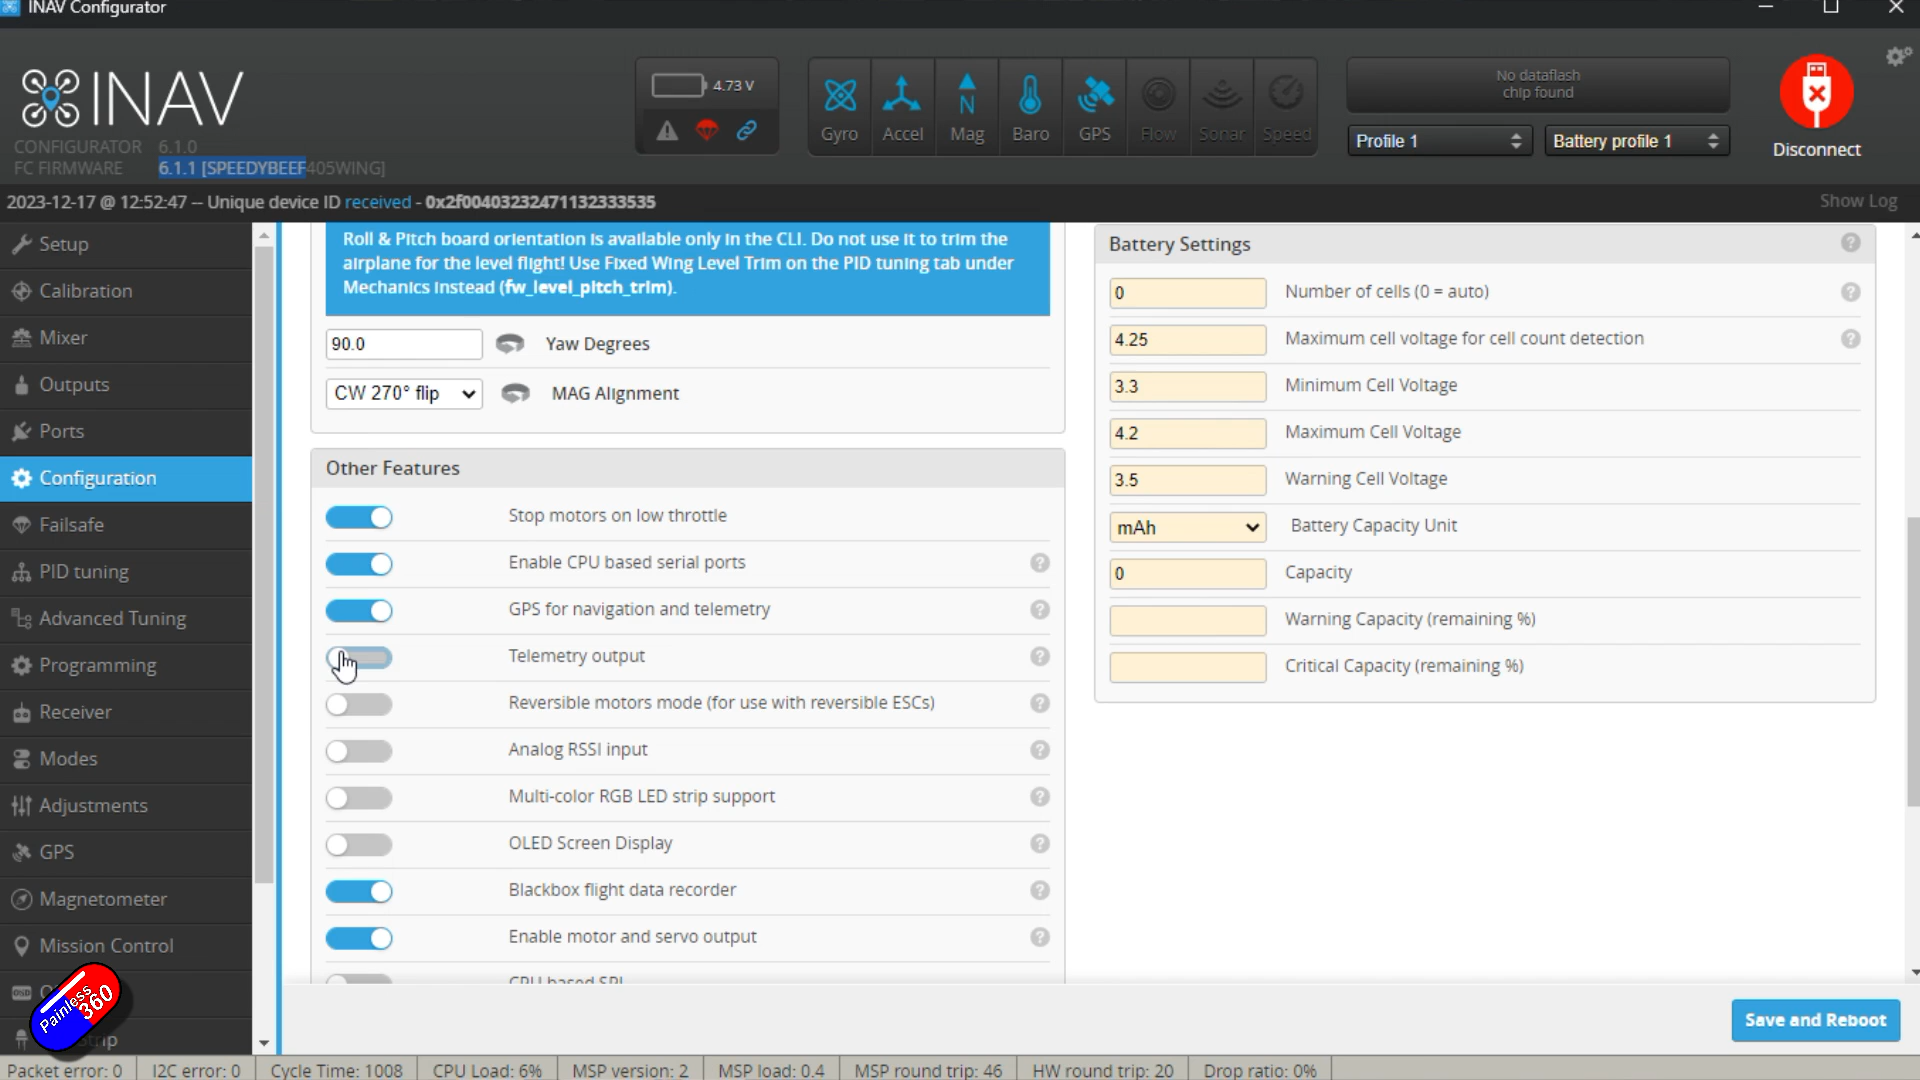 INAV Configurator
INAV
CONFIGURATOR 6.1.0
FC FIRMWARE 6.1.1 [SPEEDYBEEF405WING]
4.73 V
Gyro
Accel
Mag
Baro
GPS
Flow
Sonar
Speed
No dataflash
chip found
Profile 1
Battery profile 1
Disconnect
2023-12-17 @ 12:52:47 -- Unique device ID received - 0x2f00403232471132333535
Show Log
Setup
Calibration
Mixer
Outputs
Ports
Configuration
Failsafe
PID tuning
Advanced Tuning
Programming
Receiver
Modes
Adjustments
GPS
Magnetometer
Mission Control
Painless
360
Roll & Pitch board orientation is available only in the CLI. Do not use it to trim the
airplane for the level flight! Use Fixed Wing Level Trim on the PID tuning tab under
Mechanics instead (fw_level_pitch_trim).
90.0 Yaw Degrees
CW 270° flip MAG Alignment
Other Features
Stop motors on low throttle
Enable CPU based serial ports
GPS for navigation and telemetry
Telemetry output
Reversible motors mode (for use with reversible ESCs)
Analog RSSI input
Multi-color RGB LED strip support
OLED Screen Display
Blackbox flight data recorder
Enable motor and servo output
CPU based SPI
Battery Settings
0 Number of cells (0 = auto)
4.25 Maximum cell voltage for cell count detection
3.3 Minimum Cell Voltage
4.2 Maximum Cell Voltage
3.5 Warning Cell Voltage
mAh Battery Capacity Unit
0 Capacity
Warning Capacity (remaining %)
Critical Capacity (remaining %)
Save and Reboot
Packet error: 0
I2C error: 0
Cycle Time: 1008
CPU Load: 6%
MSP version: 2
MSP load: 0.4
MSP round trip: 46
HW round trip: 20
Drop ratio: 0%